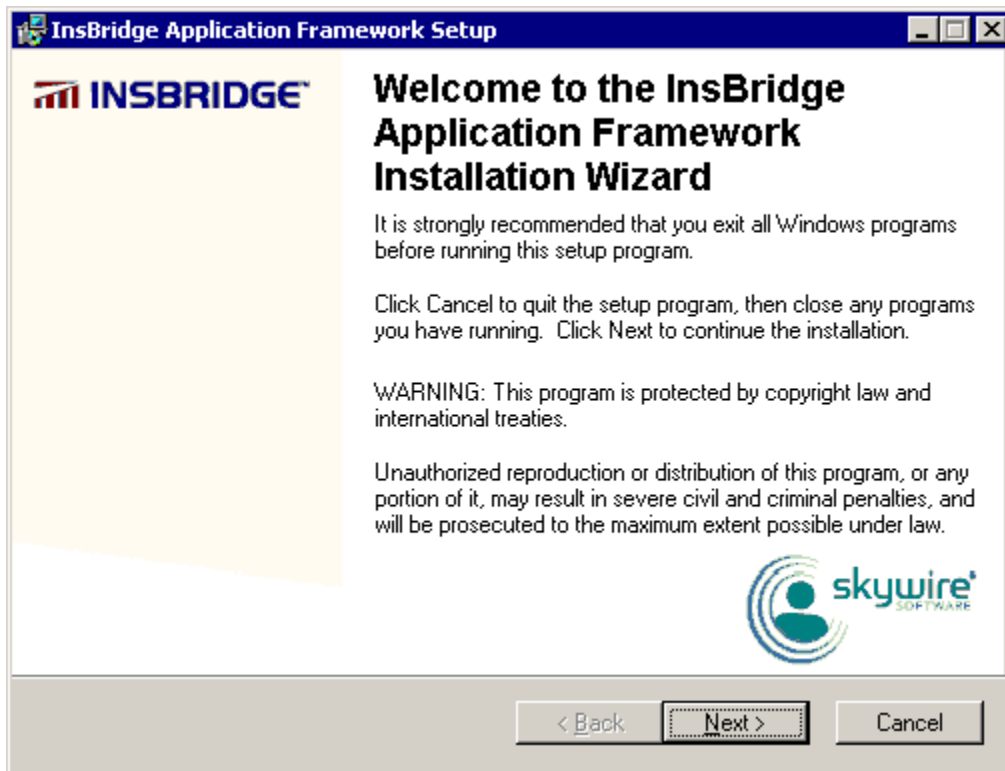 InsBridge Application Framework Setup
INSBRIDGE™
Welcome to the InsBridge
Application Framework
Installation Wizard
It is strongly recommended that you exit all Windows programs
before running this setup program.
Click Cancel to quit the setup program, then close any programs
you have running.  Click Next to continue the installation.
WARNING: This program is protected by copyright law and
international treaties.
Unauthorized reproduction or distribution of this program, or any
portion of it, may result in severe civil and criminal penalties, and
will be prosecuted to the maximum extent possible under law.
skywire
SOFTWARE
< Back
Next >
Cancel